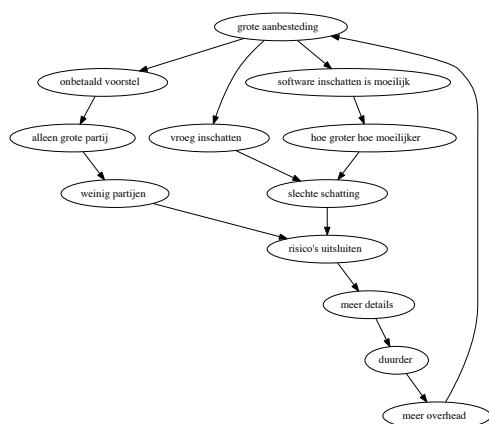 grote aanbesteding
onbetaald voorstel
software inschatten is moeilijk
alleen grote partij
vroeg inschatten
hoe groter hoe moeilijker
weinig partijen
slechte schatting
risico's uitsluiten
meer details
duurder
meer overhead